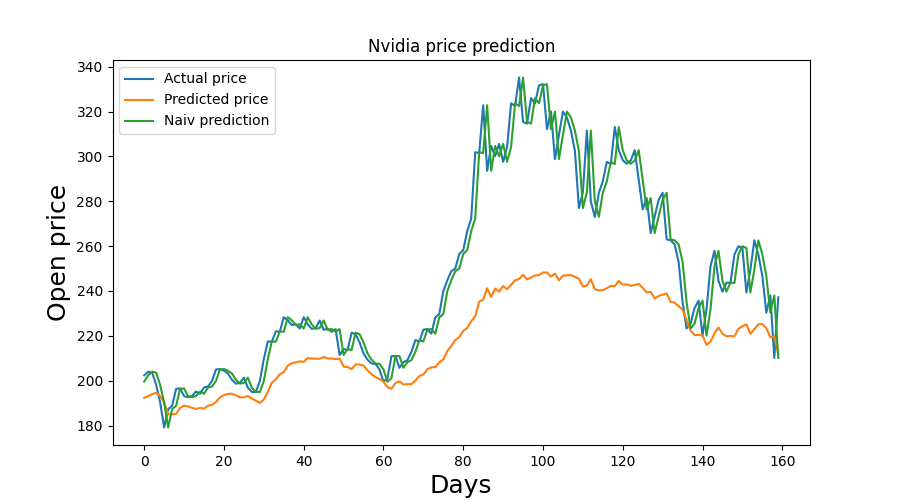 Nvidia price prediction
Actual price
Predicted price
Naiv prediction
Open price
340
320
300
280
260
240
220
200
180
0 20 40 60 80 100 120 140 160
Days